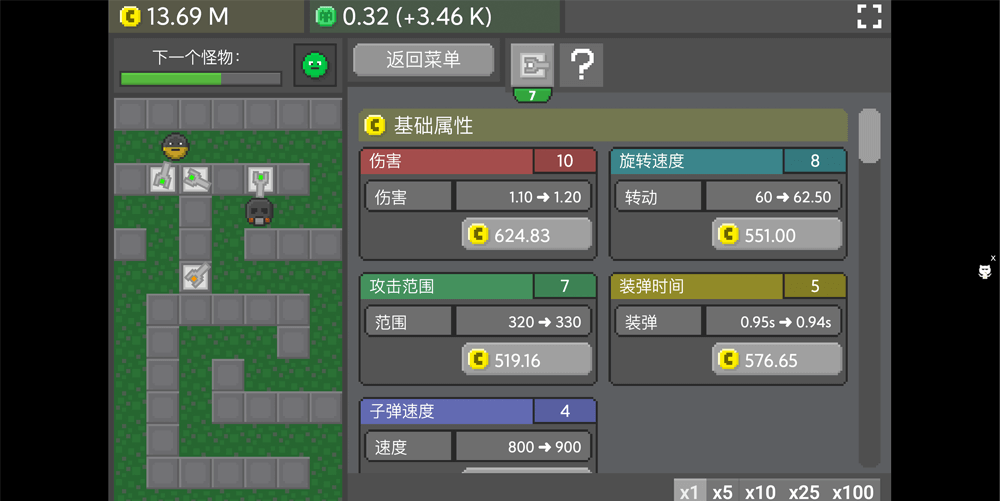 13.69 M
0.32 (+3.46 K)
下一个怪物:
返回菜单
?
7
基础属性
伤害 10
伤害 1.10 → 1.20
624.83
旋转速度 8
转动 60 → 62.50
551.00
攻击范围 7
范围 320 → 330
519.16
装弹时间 5
装弹 0.95s → 0.94s
576.65
子弹速度 4
速度 800 → 900
x1 x5 x10 x25 x100
x